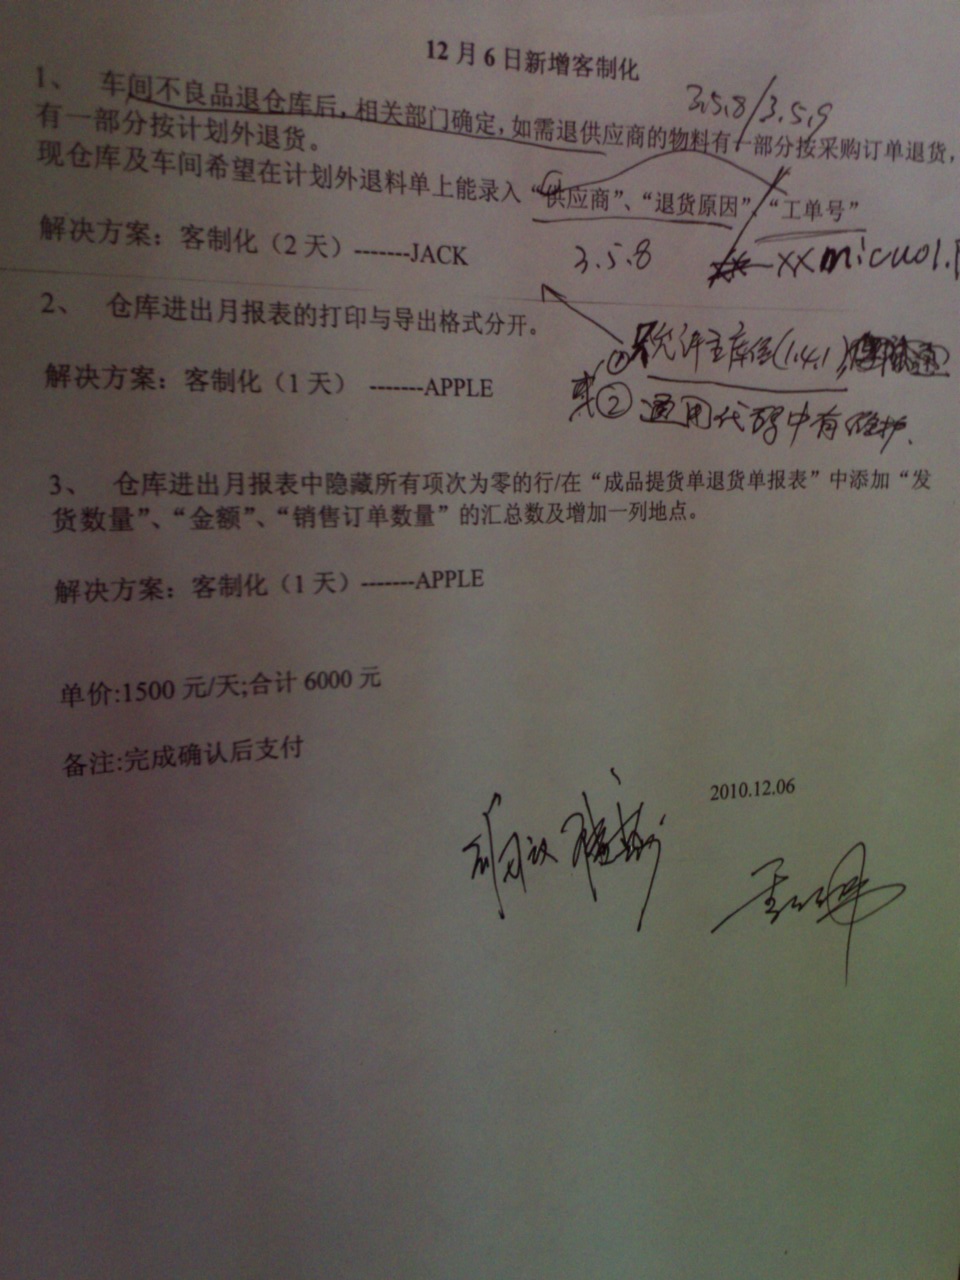 12月6日新增客制化
3.5.8/3.5.9
1、 车间不良品退仓库后，相关部门确定，如需退供应商的物料有一部分按采购订单退货，
有一部分按计划外退货。
现仓库及车间希望在计划外退料单上能录入“供应商”、“退货原因”、“工单号”
解决方案：客制化（2天）-------JACK
3.5.8
2、 仓库进出月报表的打印与导出格式分开。
① 允许主库位(1.4.1)
解决方案：客制化（1天） -------APPLE
或② 通用代码中有维护.
3、 仓库进出月报表中隐藏所有项次为零的行/在“成品提货单退货单报表”中添加“发
货数量”、“金额”、“销售订单数量”的汇总数及增加一列地点。
解决方案：客制化（1天）-------APPLE
单价:1500元/天;合计6000元
备注:完成确认后支付
2010.12.06